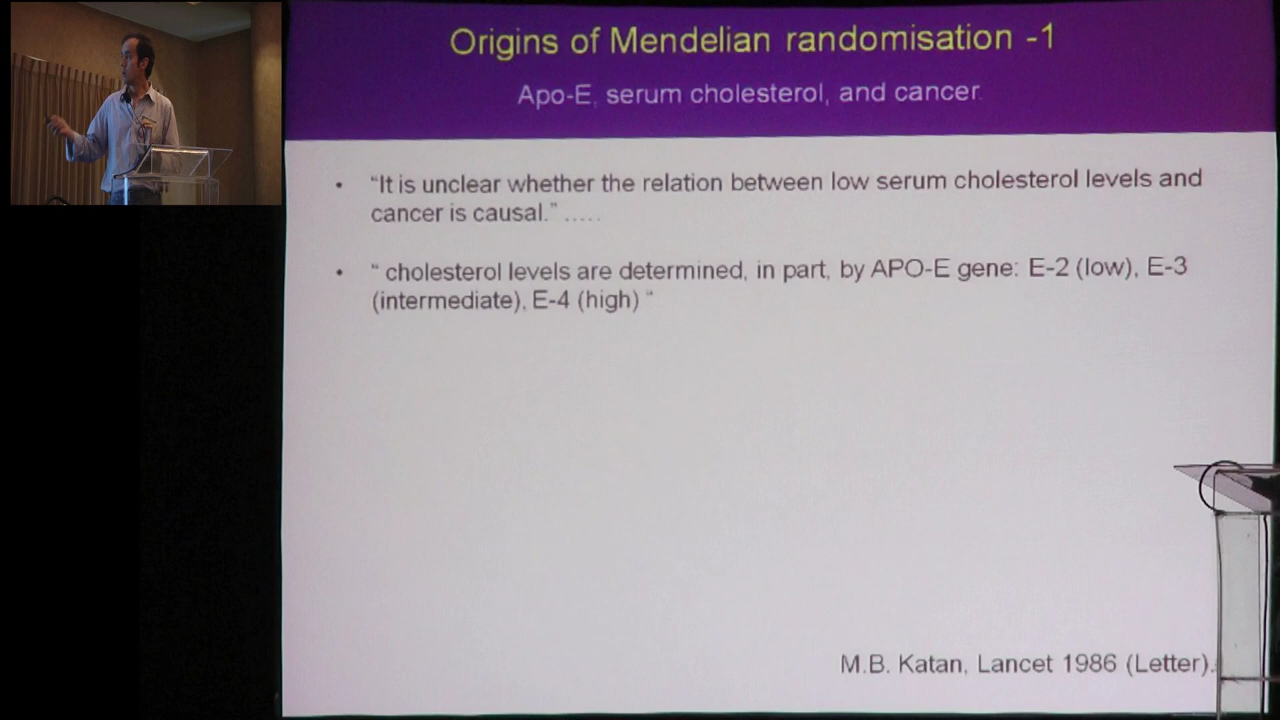 Origins of Mendelian randomisation -1
Apo-E, serum cholesterol, and cancer.
• "It is unclear whether the relation between low serum cholesterol levels and
cancer is causal." .....
• " cholesterol levels are determined, in part, by APO-E gene: E-2 (low), E-3
(intermediate), E-4 (high) "
M.B. Katan, Lancet 1986 (Letter).